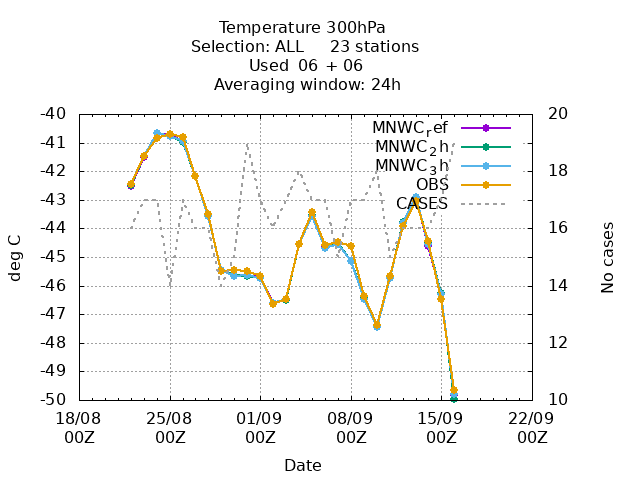 Temperature 300hPa
Selection: ALL     23 stations
Used  06 + 06
Averaging window: 24h
-40
-41
-42
-43
-44
-45
-46
-47
-48
-49
-50
deg C
20
18
16
14
12
10
No cases
MNWC_ref
MNWC_2h
MNWC_3h
OBS
CASES
18/08 25/08 01/09 08/09 15/09 22/09
00Z 00Z 00Z 00Z 00Z 00Z
Date